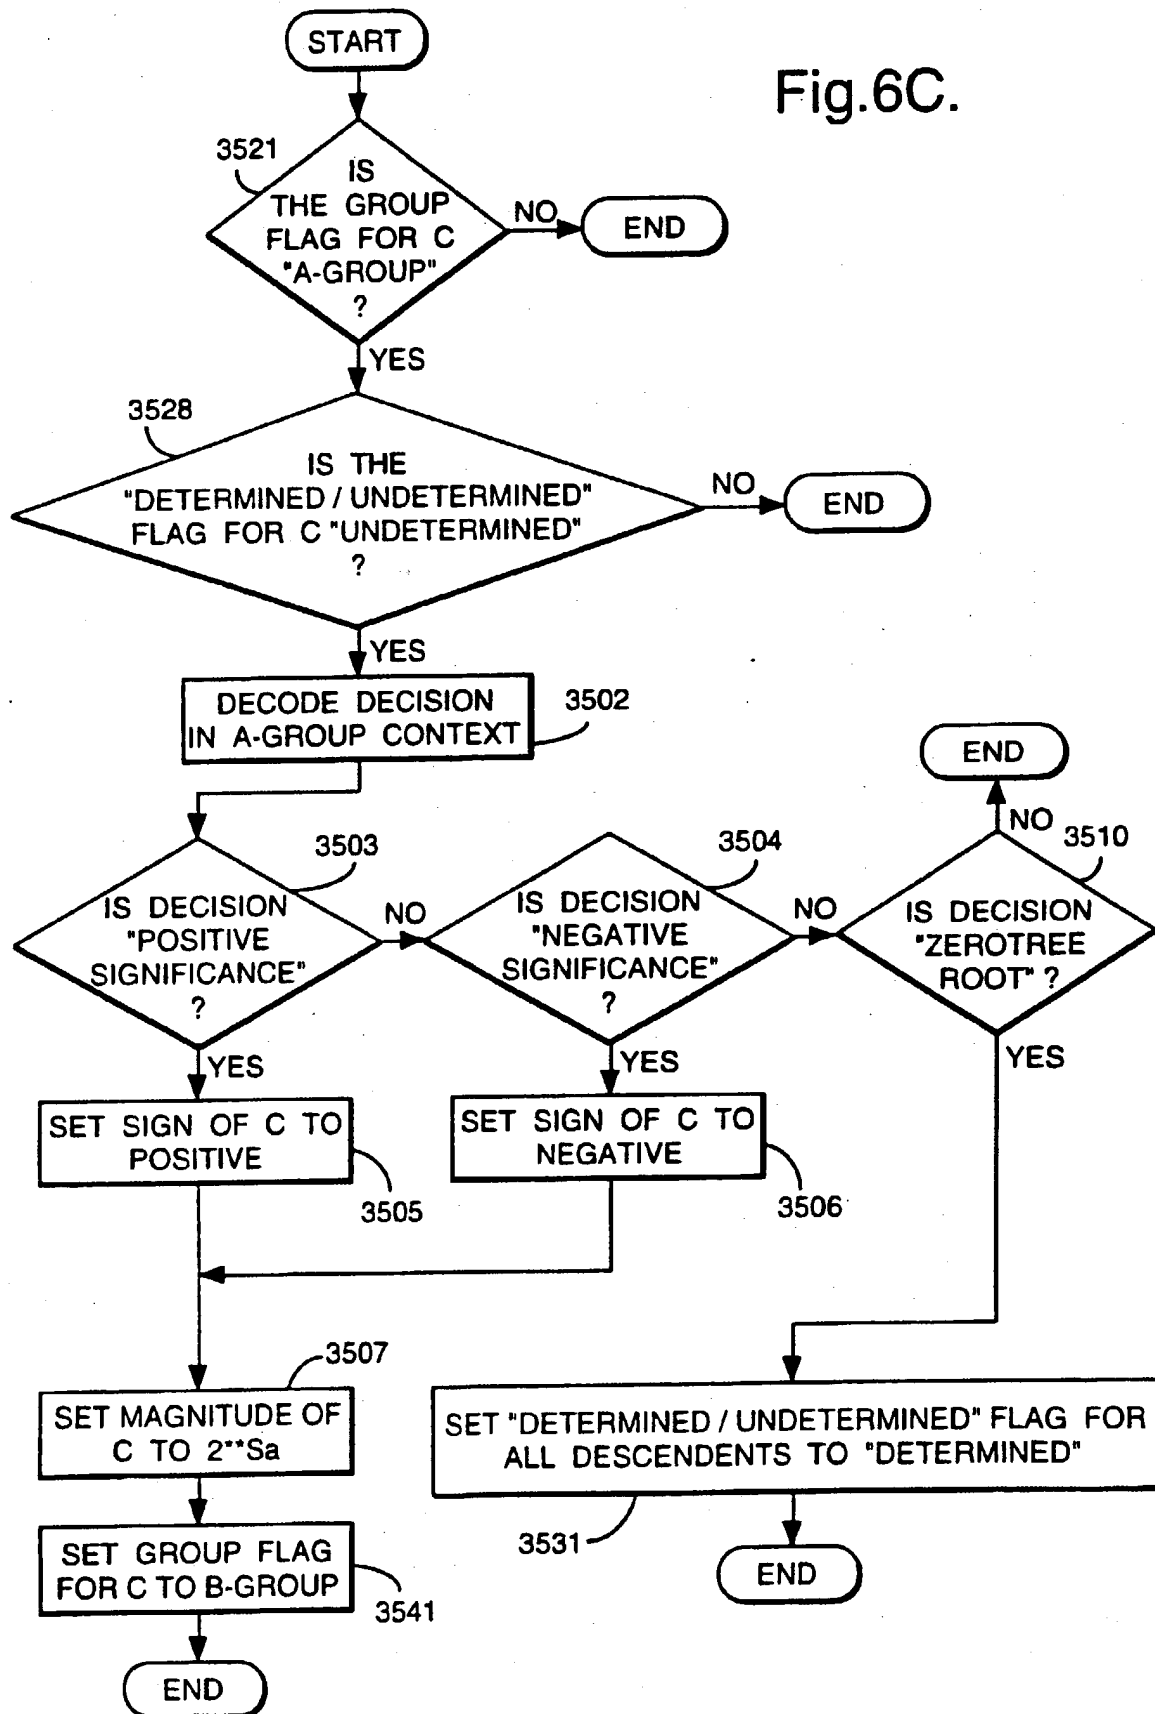 START
Fig.6C.
3521
IS
THE GROUP
FLAG FOR C
"A-GROUP"
?
NO
END
YES
3528
IS THE
"DETERMINED / UNDETERMINED"
FLAG FOR C "UNDETERMINED"
?
NO
END
YES
DECODE DECISION
IN A-GROUP CONTEXT
3502
END
NO
3503
IS DECISION
"POSITIVE
SIGNIFICANCE"
?
NO
3504
IS DECISION
"NEGATIVE
SIGNIFICANCE"
?
NO
3510
IS DECISION
"ZEROTREE
ROOT" ?
YES
YES
YES
SET SIGN OF C TO
POSITIVE
3505
SET SIGN OF C TO
NEGATIVE
3506
3507
SET MAGNITUDE OF
C TO 2**Sa
SET "DETERMINED / UNDETERMINED" FLAG FOR
ALL DESCENDENTS TO "DETERMINED"
3531
END
SET GROUP FLAG
FOR C TO B-GROUP
3541
END